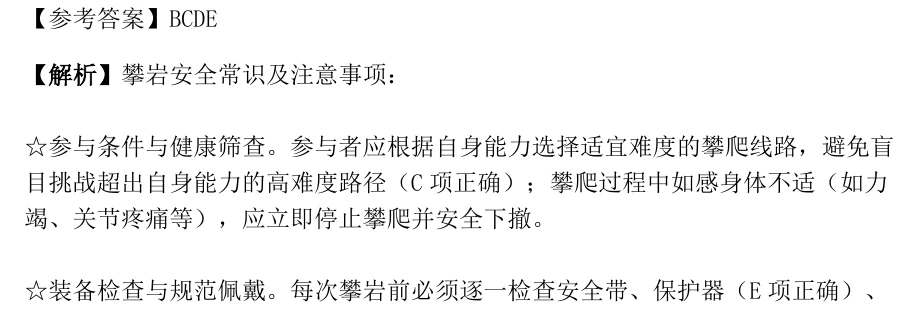 【参考答案】BCDE
【解析】攀岩安全常识及注意事项：
☆参与条件与健康筛查。参与者应根据自身能力选择适宜难度的攀爬线路，避免盲
目挑战超出自身能力的高难度路径（C 项正确）；攀爬过程中如感身体不适（如力
竭、关节疼痛等），应立即停止攀爬并安全下撤。
☆装备检查与规范佩戴。每次攀岩前必须逐一检查安全带、保护器（E 项正确）、